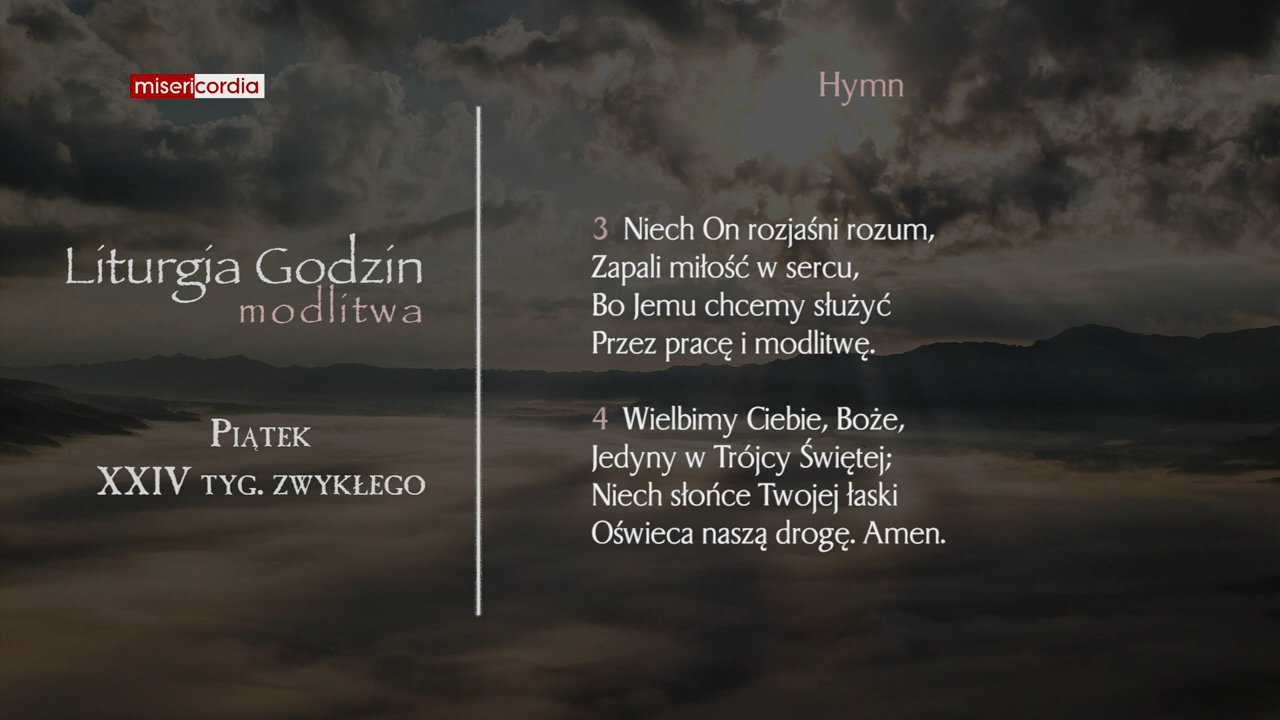 misericordia
Hymn
Liturgia Godzin
modlitwa
Piątek
XXIV tyg. zwykłego
3 Niech On rozjaśni rozum,
Zapali miłość w sercu,
Bo Jemu chcemy służyć
Przez pracę i modlitwę.
4 Wielbimy Ciebie, Boże,
Jedyny w Trójcy Świętej;
Niech słońce Twojej łaski
Oświeca naszą drogę. Amen.